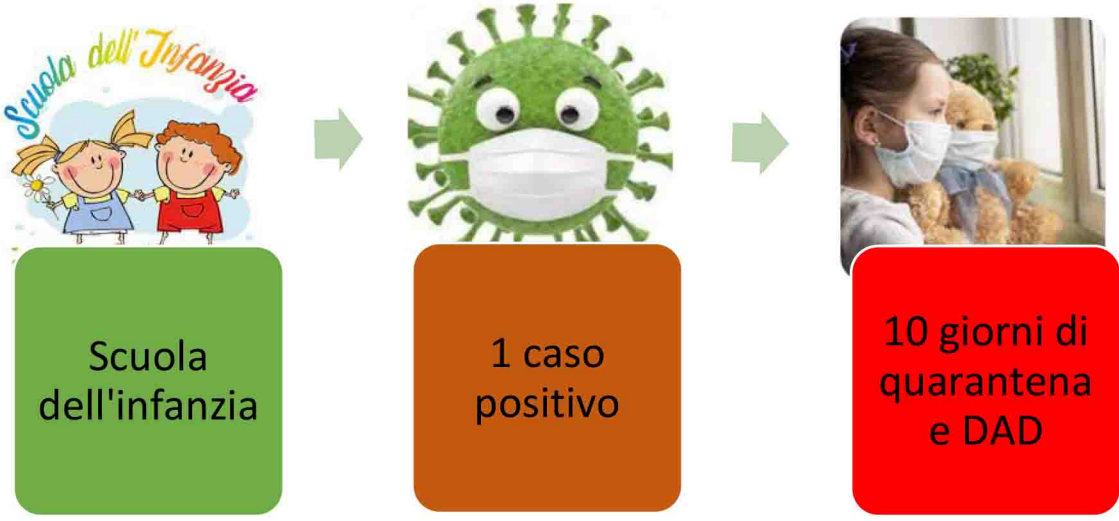 Scuola dell'Infanzia
Scuola
dell'infanzia
1 caso
positivo
10 giorni di
quarantena
e DAD